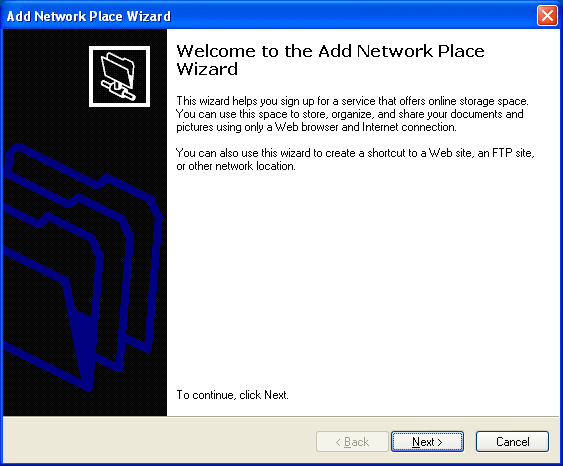 Add Network Place Wizard
Welcome to the Add Network Place
Wizard
This wizard helps you sign up for a service that offers online storage space.
You can use this space to store, organize, and share your documents and
pictures using only a Web browser and Internet connection.
You can also use this wizard to create a shortcut to a Web site, an FTP site,
or other network location.
To continue, click Next.
< Back Next > Cancel